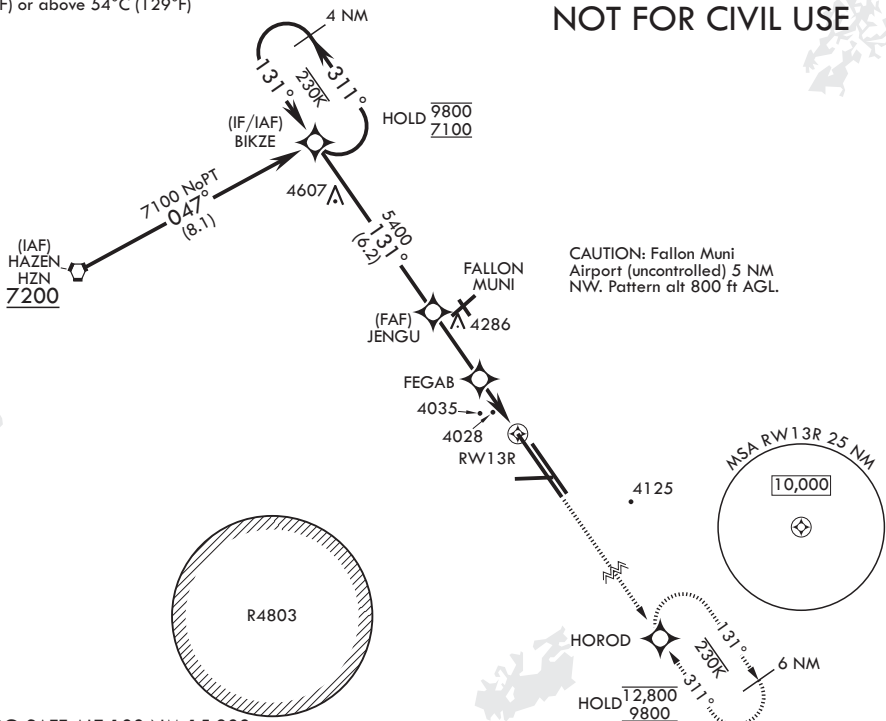 F) or above 54°C (129°F)
NOT FOR CIVIL USE
4 NM
131°
230K
311°
HOLD 9800
7100
(IF/IAF)
BIKZE
4607
7100 NoPT
047°
(8.1)
(IAF)
HAZEN
HZN
7200
5400
131°
(6.2)
CAUTION: Fallon Muni
Airport (uncontrolled) 5 NM
NW. Pattern alt 800 ft AGL.
FALLON
MUNI
(FAF)
JENGU
4286
FEGAB
4035
4028
RW13R
MSA RW13R 25 NM
10,000
4125
R4803
HOROD
131°
230K
311°
6 NM
HOLD 12,800
9800